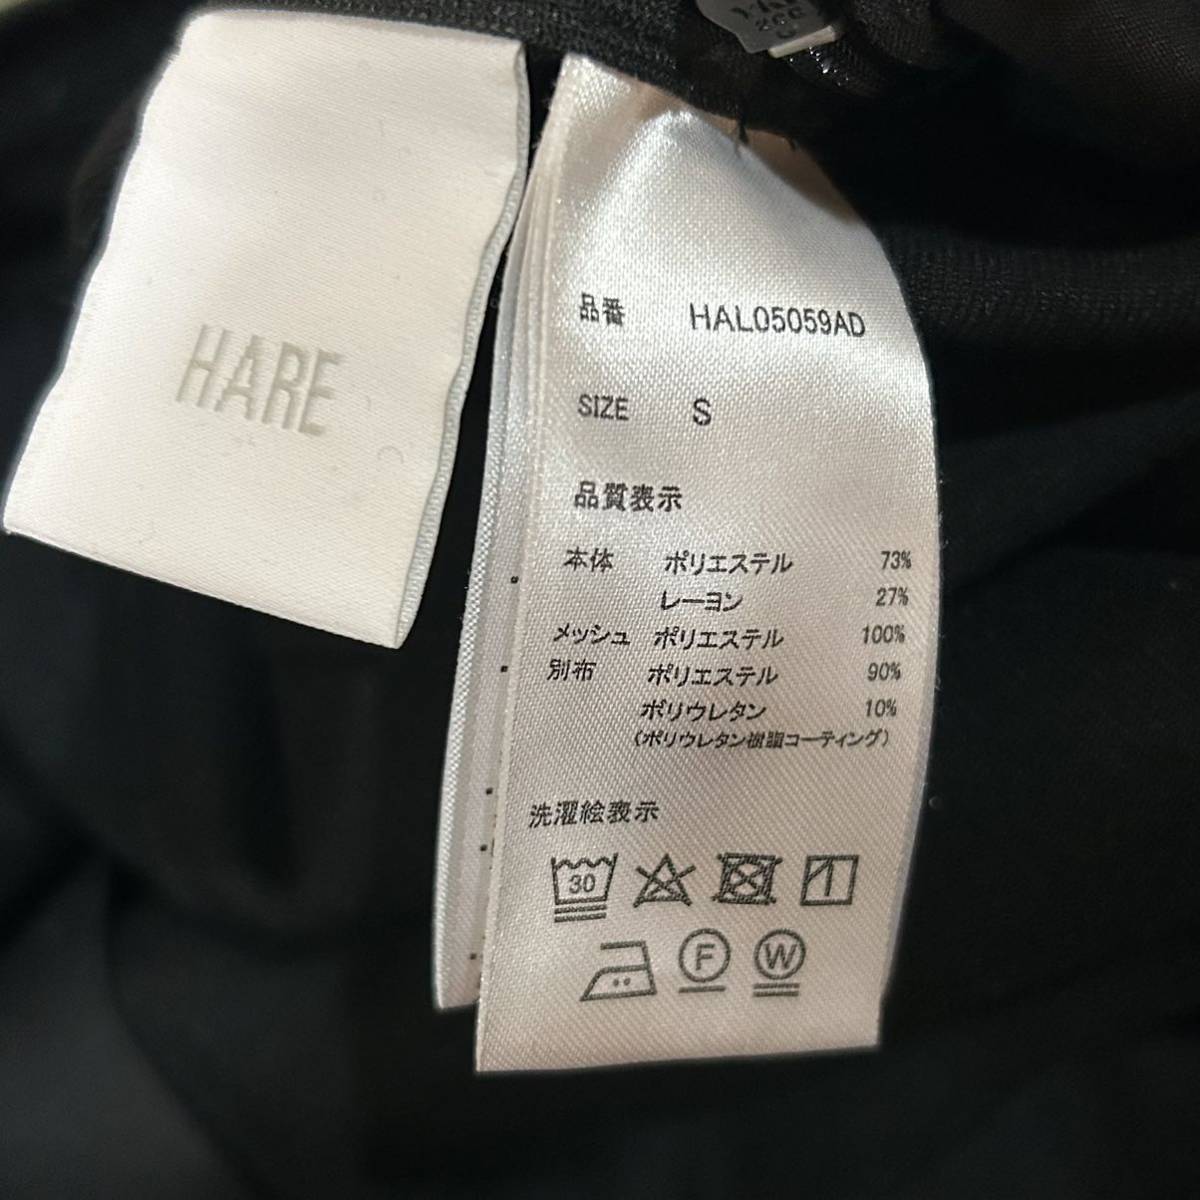 HARE
品番 HAL05059AD
SIZE S
品質表示
本体 ポリエステル 73%
レーヨン 27%
メッシュ ポリエステル 100%
別布 ポリエステル 90%
ポリウレタン 10%
(ポリウレタン樹脂コーティング)
洗濯絵表示
30
F W